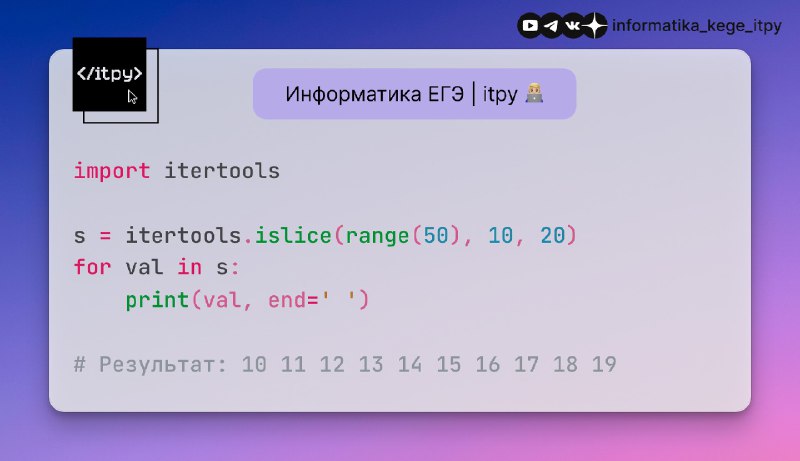 informatika_kege_itpy
</itpy>
Информатика ЕГЭ | itpy
import itertools
s = itertools.islice(range(50), 10, 20)
for val in s:
    print(val, end=' ')
# Результат: 10 11 12 13 14 15 16 17 18 19